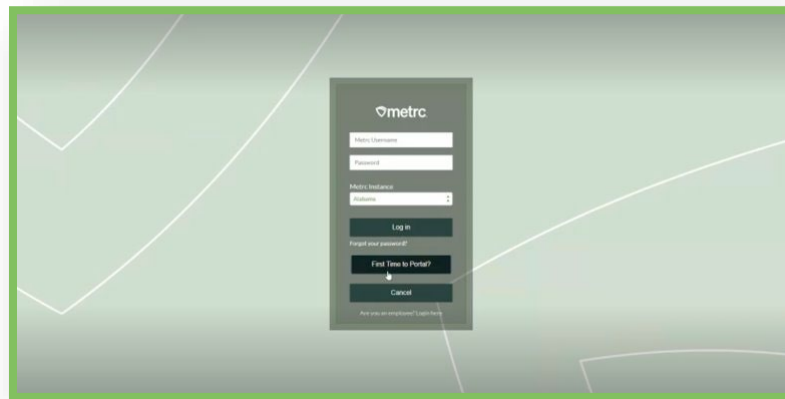 metrc
Metrc Username
Password
Metrc Instance
Alabama
Log in
Forgot your password?
First Time to Portal?
Cancel
Are you an employee? Login here